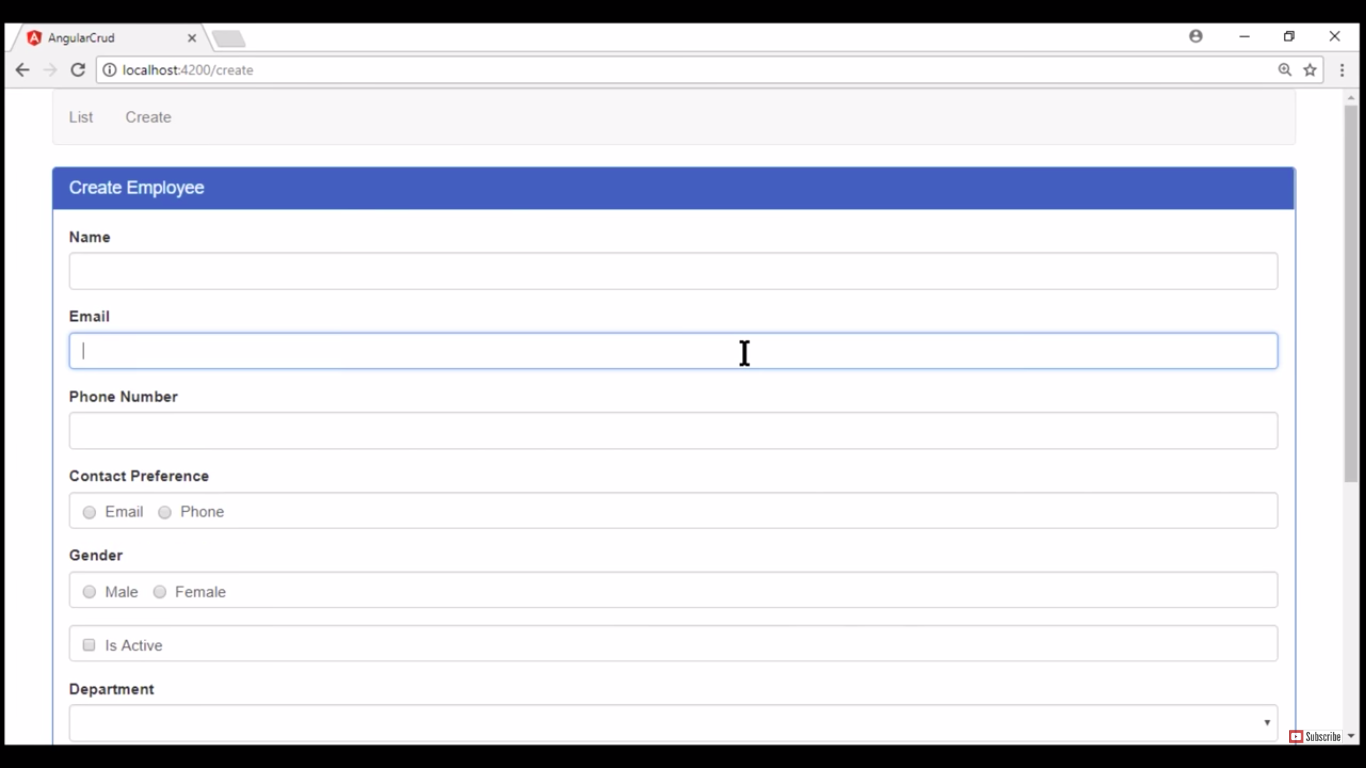 AngularCrud
localhost:4200/create
List Create
Create Employee
Name
Email
Phone Number
Contact Preference
Email Phone
Gender
Male Female
Is Active
Department
Subscribe